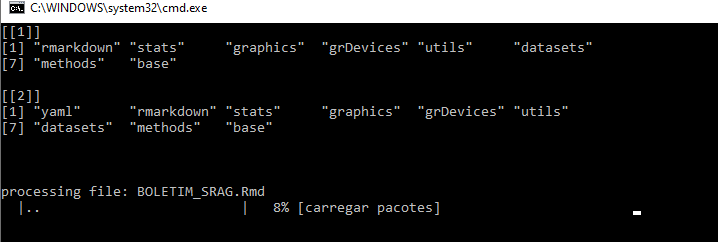 C:\WINDOWS\system32\cmd.exe
[[1]]
[1] "rmarkdown" "stats"     "graphics"  "grDevices" "utils"     "datasets"
[7] "methods"   "base"

[[2]]
[1] "yaml"      "rmarkdown" "stats"     "graphics"  "grDevices" "utils"
[7] "datasets"  "methods"   "base"

processing file: BOLETIM_SRAG.Rmd
  |..                        |   8% [carregar pacotes]